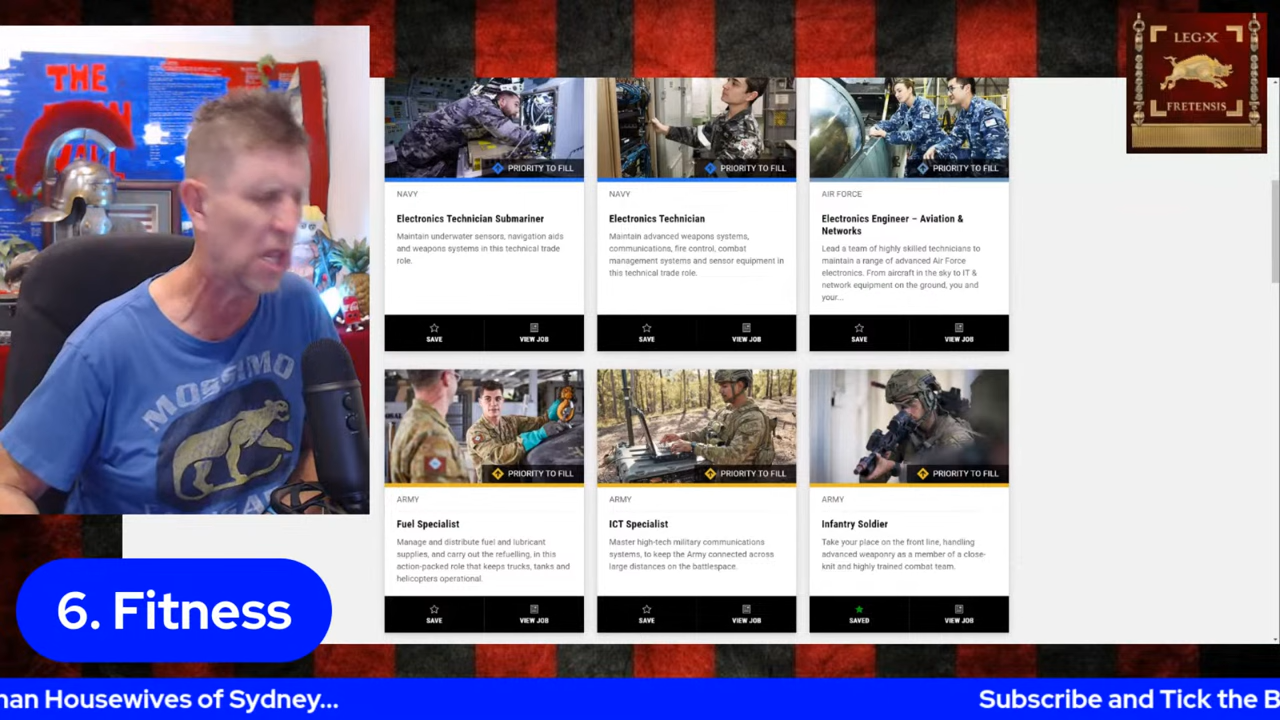 THE
LEG·X
FRETENSIS
PRIORITY TO FILL
PRIORITY TO FILL
PRIORITY TO FILL
NAVY
Electronics Technician Submariner
Maintain underwater sensors, navigation aids
and weapons systems in this technical trade
role.
SAVE
VIEW JOB
NAVY
Electronics Technician
Maintain advanced weapons systems,
communications, fire control, combat
management systems and sensor equipment in
this technical trade role.
SAVE
VIEW JOB
AIR FORCE
Electronics Engineer – Aviation &
Networks
Lead a team of highly skilled technicians to
maintain a range of advanced Air Force
electronics. From aircraft in the sky to IT &
network equipment on the ground, you and
your...
SAVE
VIEW JOB
MOSSIMO
PRIORITY TO FILL
PRIORITY TO FILL
PRIORITY TO FILL
ARMY
Fuel Specialist
Manage and distribute fuel and lubricant
supplies, and carry out the refuelling, in this
action-packed role that keeps trucks, tanks and
helicopters operational.
SAVE
VIEW JOB
ARMY
ICT Specialist
Master high-tech military communications
systems, to keep the Army connected across
large distances on the battlespace.
SAVE
VIEW JOB
ARMY
Infantry Soldier
Take your place on the front line, handling
advanced weaponry as a member of a close-
knit and highly trained combat team.
SAVED
VIEW JOB
6. Fitness
nan Housewives of Sydney...
Subscribe and Tick the B